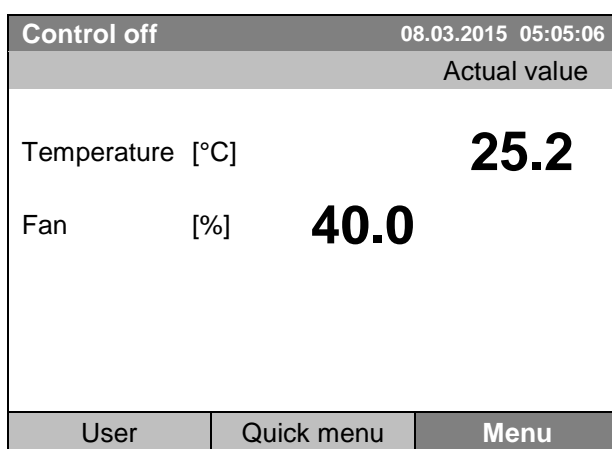 Control off 08.03.2015 05:05:06
Actual value
Temperature [°C] 25.2
Fan [%] 40.0
User Quick menu Menu